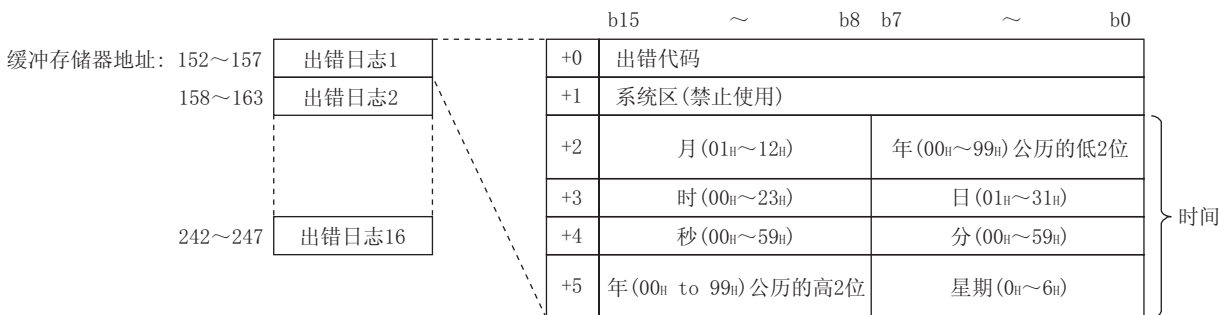 b15 ～ b8 b7 ～ b0
缓冲存储器地址: 152～157 出错日志1 +0 出错代码
158～163 出错日志2 +1 系统区(禁止使用)
+2 月(01H～12H) 年(00H～99H)公历的低2位
+3 时(00H～23H) 日(01H～31H)
时间
242～247 出错日志16 +4 秒(00H～59H) 分(00H～59H)
+5 年(00H to 99H)公历的高2位 星期(0H～6H)